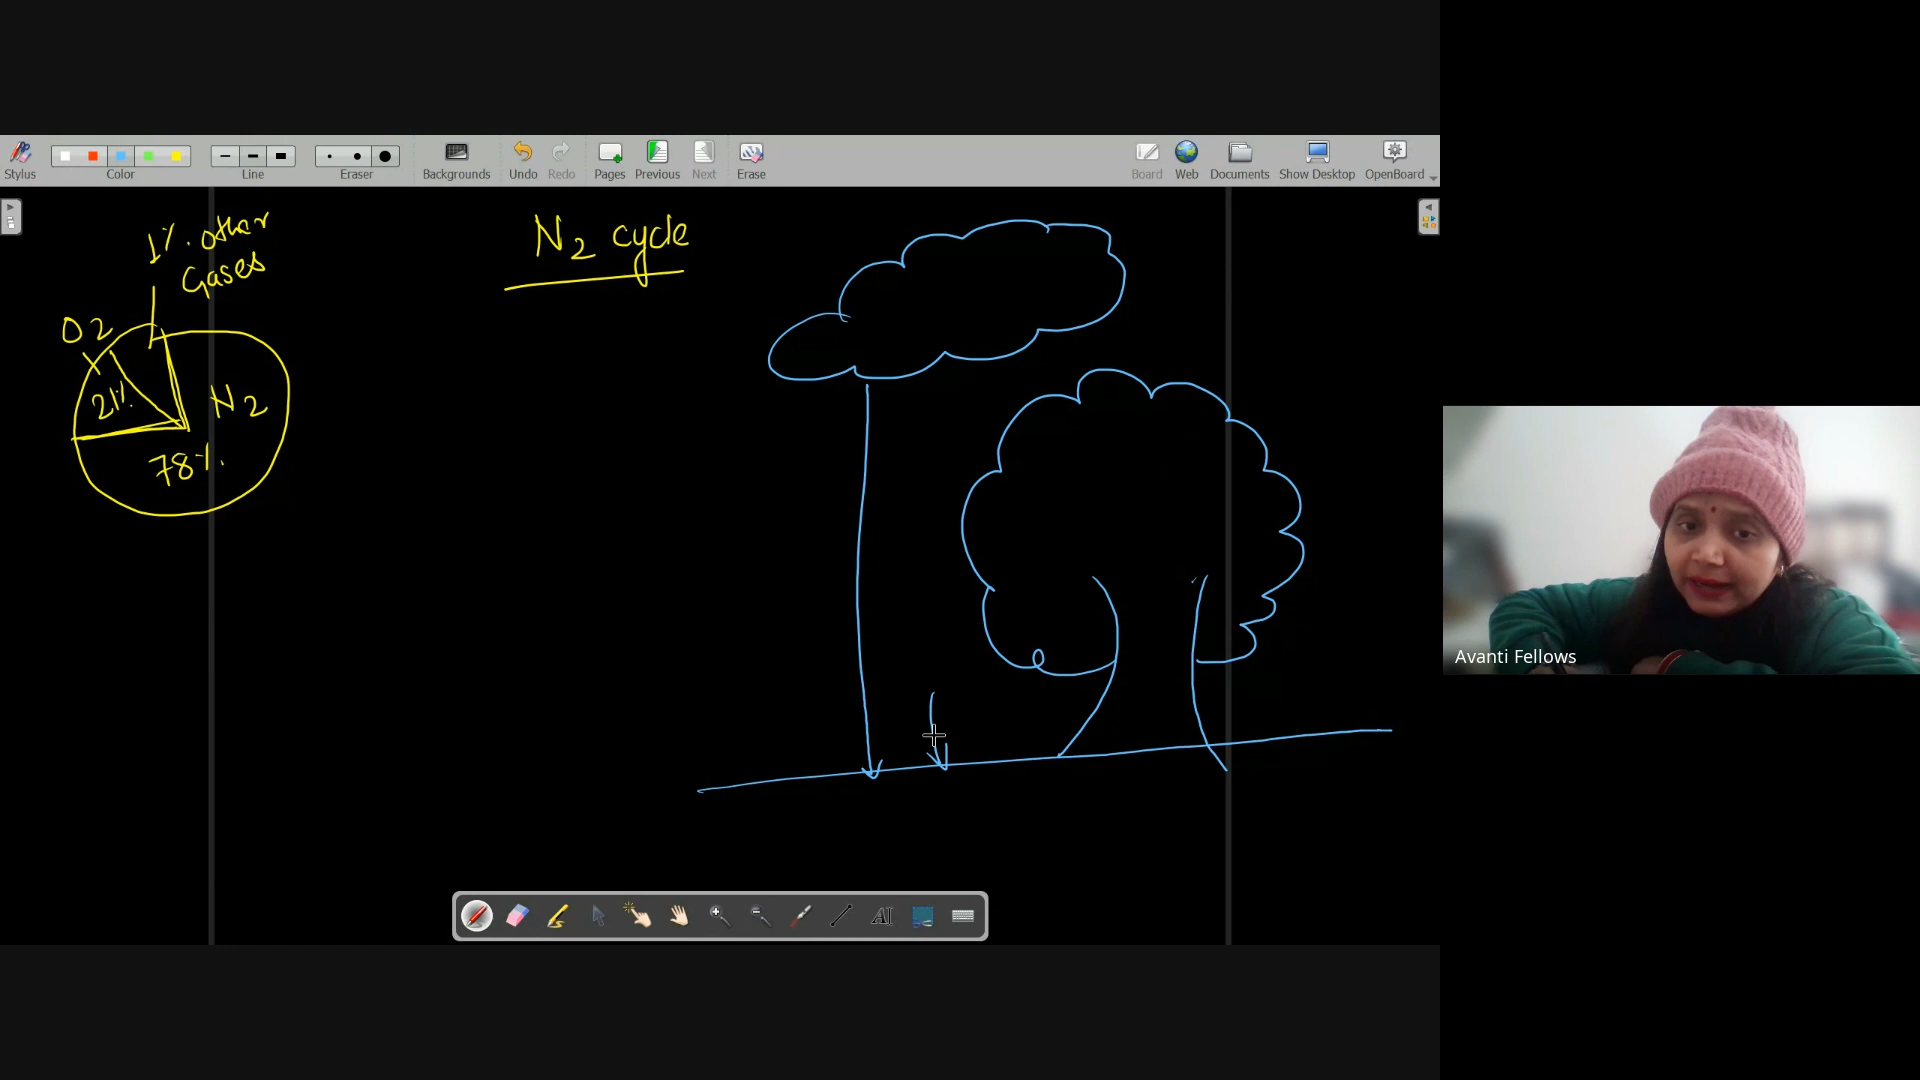 Stylus
Color
Line
Eraser
Backgrounds
Undo
Redo
Pages
Previous
Next
Erase
Board
Web
Documents
Show Desktop
OpenBoard
1%. other
Gases
N2 cycle
O2
21%.
N2
78%.
Avanti Fellows